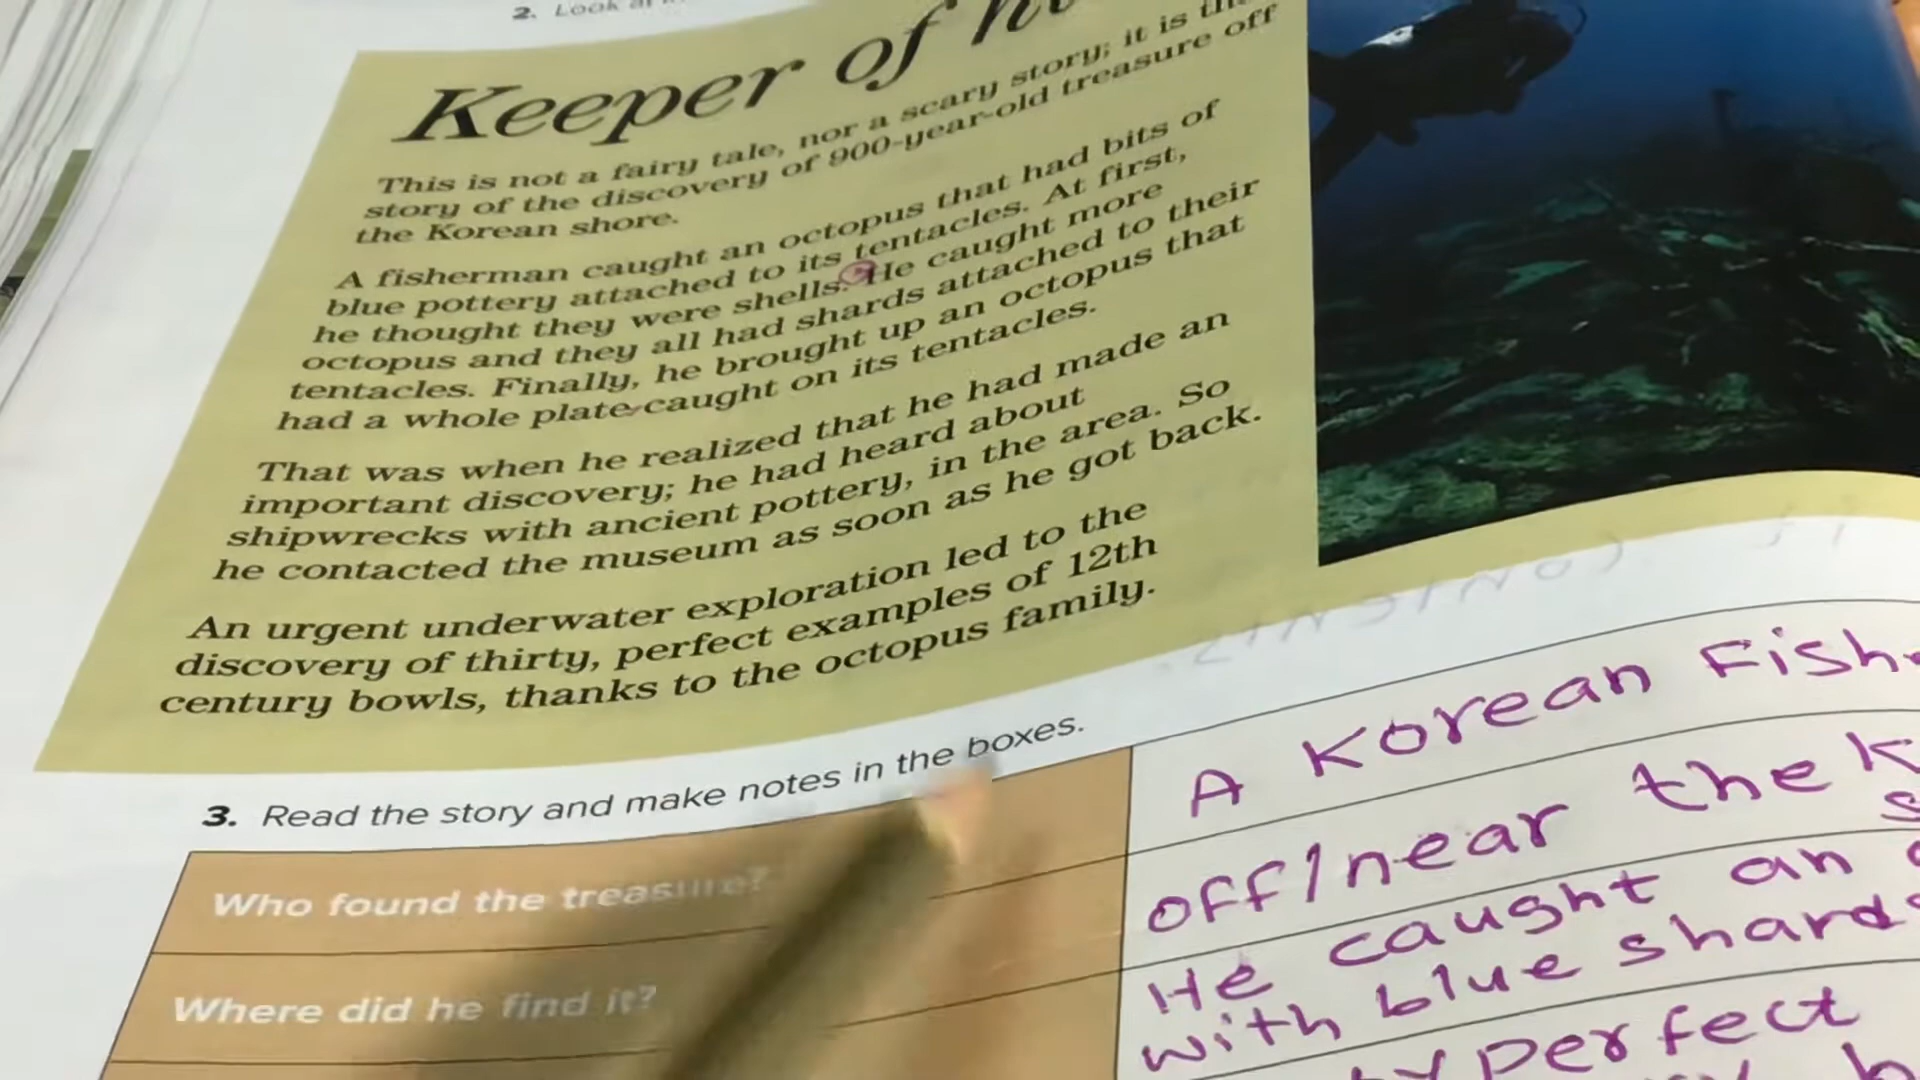 2. Look at
Keeper of
This is not a fairy tale, nor a scary story; it is the
story of the discovery of 900-year-old treasure off
the Korean shore.
A fisherman caught an octopus that had bits of
blue pottery attached to its tentacles. At first,
he thought they were shells. He caught more
octopus and they all had shards attached to their
tentacles. Finally, he brought up an octopus that
had a whole plate caught on its tentacles.
That was when he realized that he had made an
important discovery; he had heard about
shipwrecks with ancient pottery, in the area. So
he contacted the museum as soon as he got back.
An urgent underwater exploration led to the
discovery of thirty, perfect examples of 12th
century bowls, thanks to the octopus family.
3. Read the story and make notes in the boxes.
Who found the treasure?
A Korean Fish
Where did he find it?
off/near the K
He caught an
with blue shards
perfect